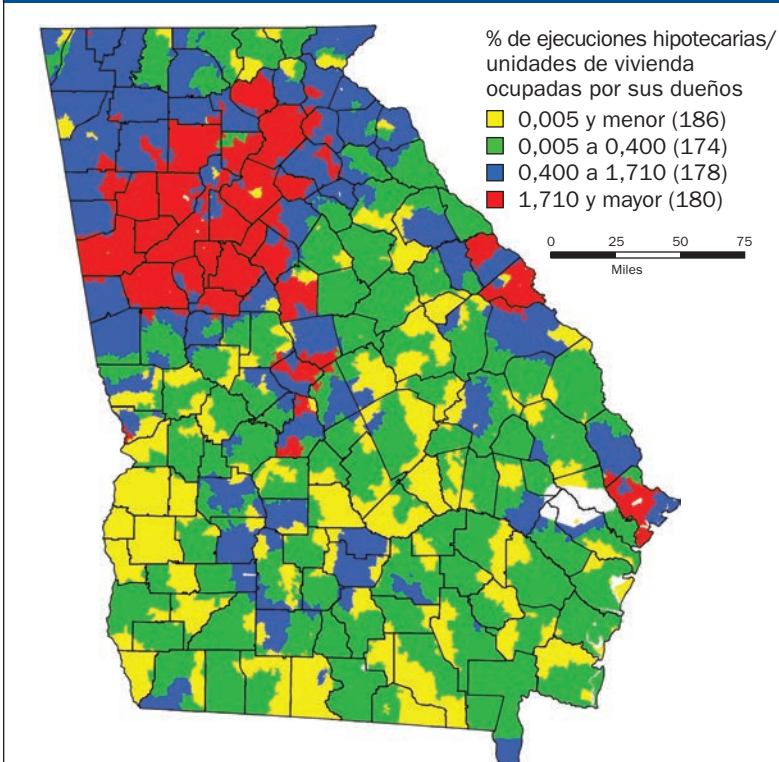 % de ejecuciones hipotecarias/
unidades de vivienda
ocupadas por sus dueños
0,005 y menor (186)
0,005 a 0,400 (174)
0,400 a 1,710 (178)
1,710 y mayor (180)
0 25 50 75
Miles